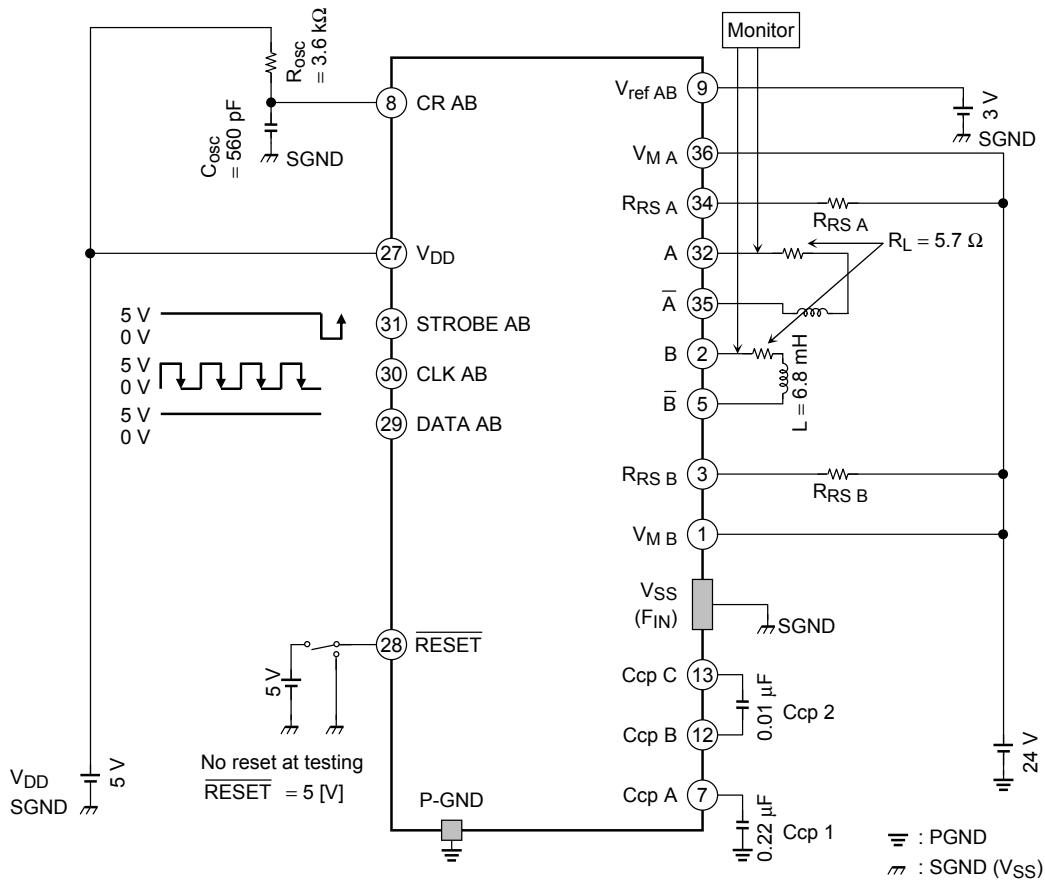 Monitor
Rosc
= 3.6 kΩ
Cosc
= 560 pF
SGND
8
CR AB
Vref AB
9
3 V
SGND
VM A
36
RRS A
34
RRS A
27
VDD
A
32
RL = 5.7 Ω
A̅
35
5 V
0 V
31
STROBE AB
B
2
5 V
0 V
30
CLK AB
L = 6.8 mH
B̅
5
5 V
0 V
29
DATA AB
RRS B
3
RRS B
VM B
1
VSS
(FIN)
SGND
28
RESET
5 V
Ccp C
13
0.01 µF
Ccp 2
Ccp B
12
No reset at testing
RESET = 5 [V]
24 V
VDD
5 V
SGND
P-GND
Ccp A
7
0.22 µF
Ccp 1
: PGND
: SGND (VSS)